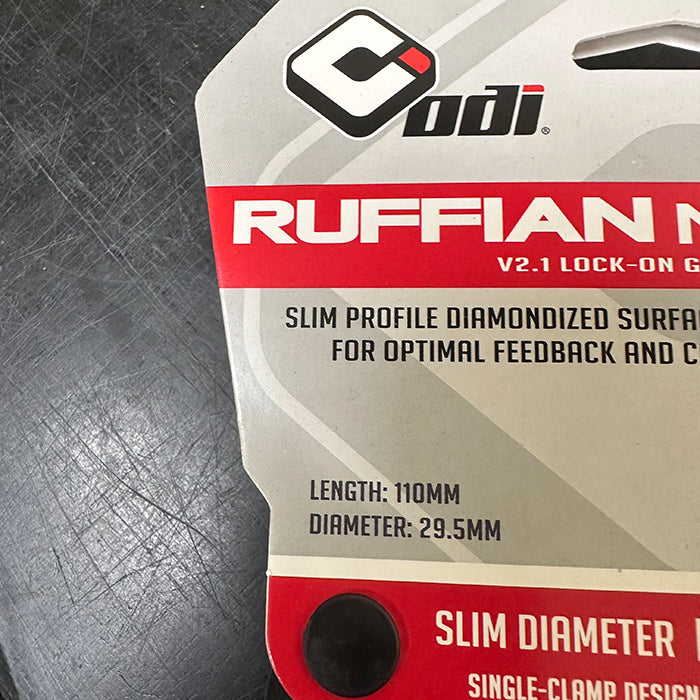 odi
RUFFIAN
V2.1 LOCK-ON
SLIM PROFILE DIAMONDIZED
FOR OPTIMAL FEEDBACK AND
LENGTH: 110MM
DIAMETER: 29.5MM
SLIM DIAMETER
SINGLE-CLAMP DESIGN